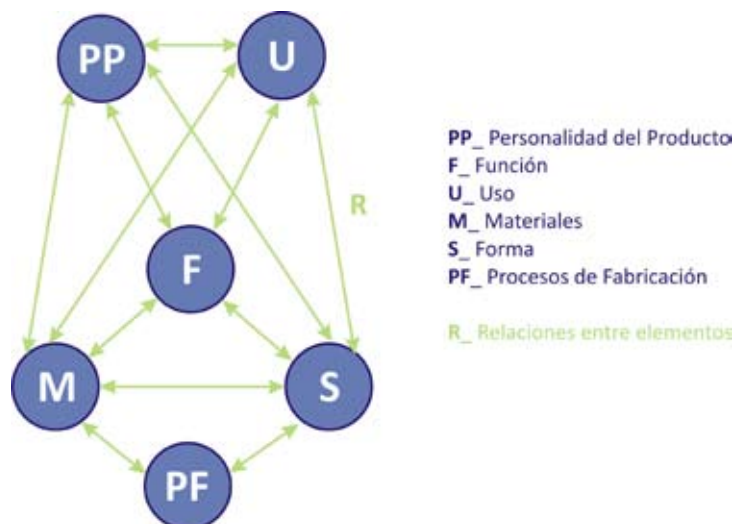 PP
U
R
F
M
S
PF
PP_ Personalidad del Producto
F_ Función
U_ Uso
M_ Materiales
S_ Forma
PF_ Procesos de Fabricación
R_ Relaciones entre elementos